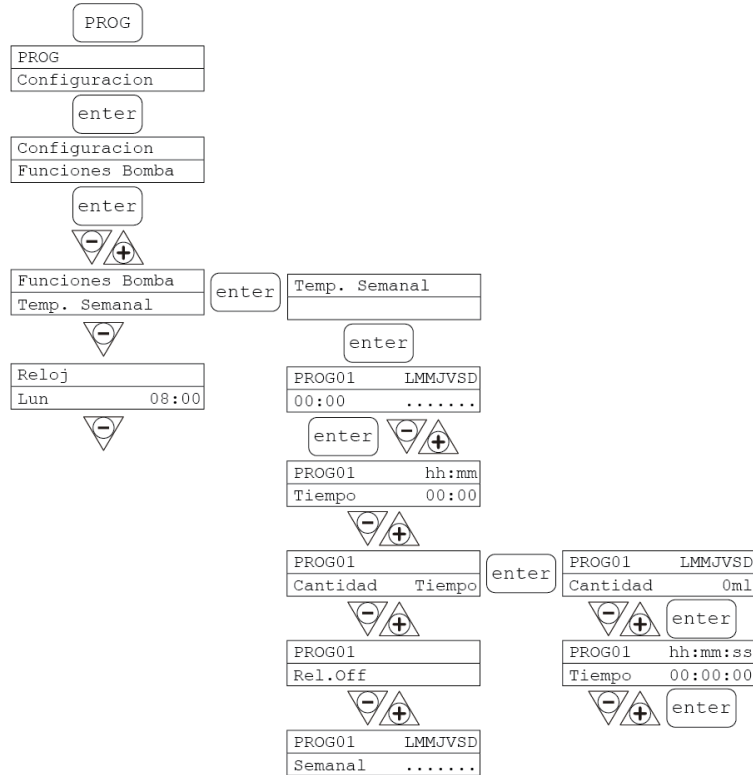 PROG
PROG
Configuracion
enter
Configuracion
Funciones Bomba
enter
Funciones Bomba
Temp. Semanal
enter
Temp. Semanal
enter
Reloj
Lun 08:00
PROG01 LMMJVSD
00:00 .......
enter
PROG01 hh:mm
Tiempo 00:00
PROG01
Cantidad Tiempo
enter
PROG01 LMMJVSD
Cantidad 0ml
enter
PROG01
Rel.Off
PROG01 hh:mm:ss
Tiempo 00:00:00
enter
PROG01 LMMJVSD
Semanal .......